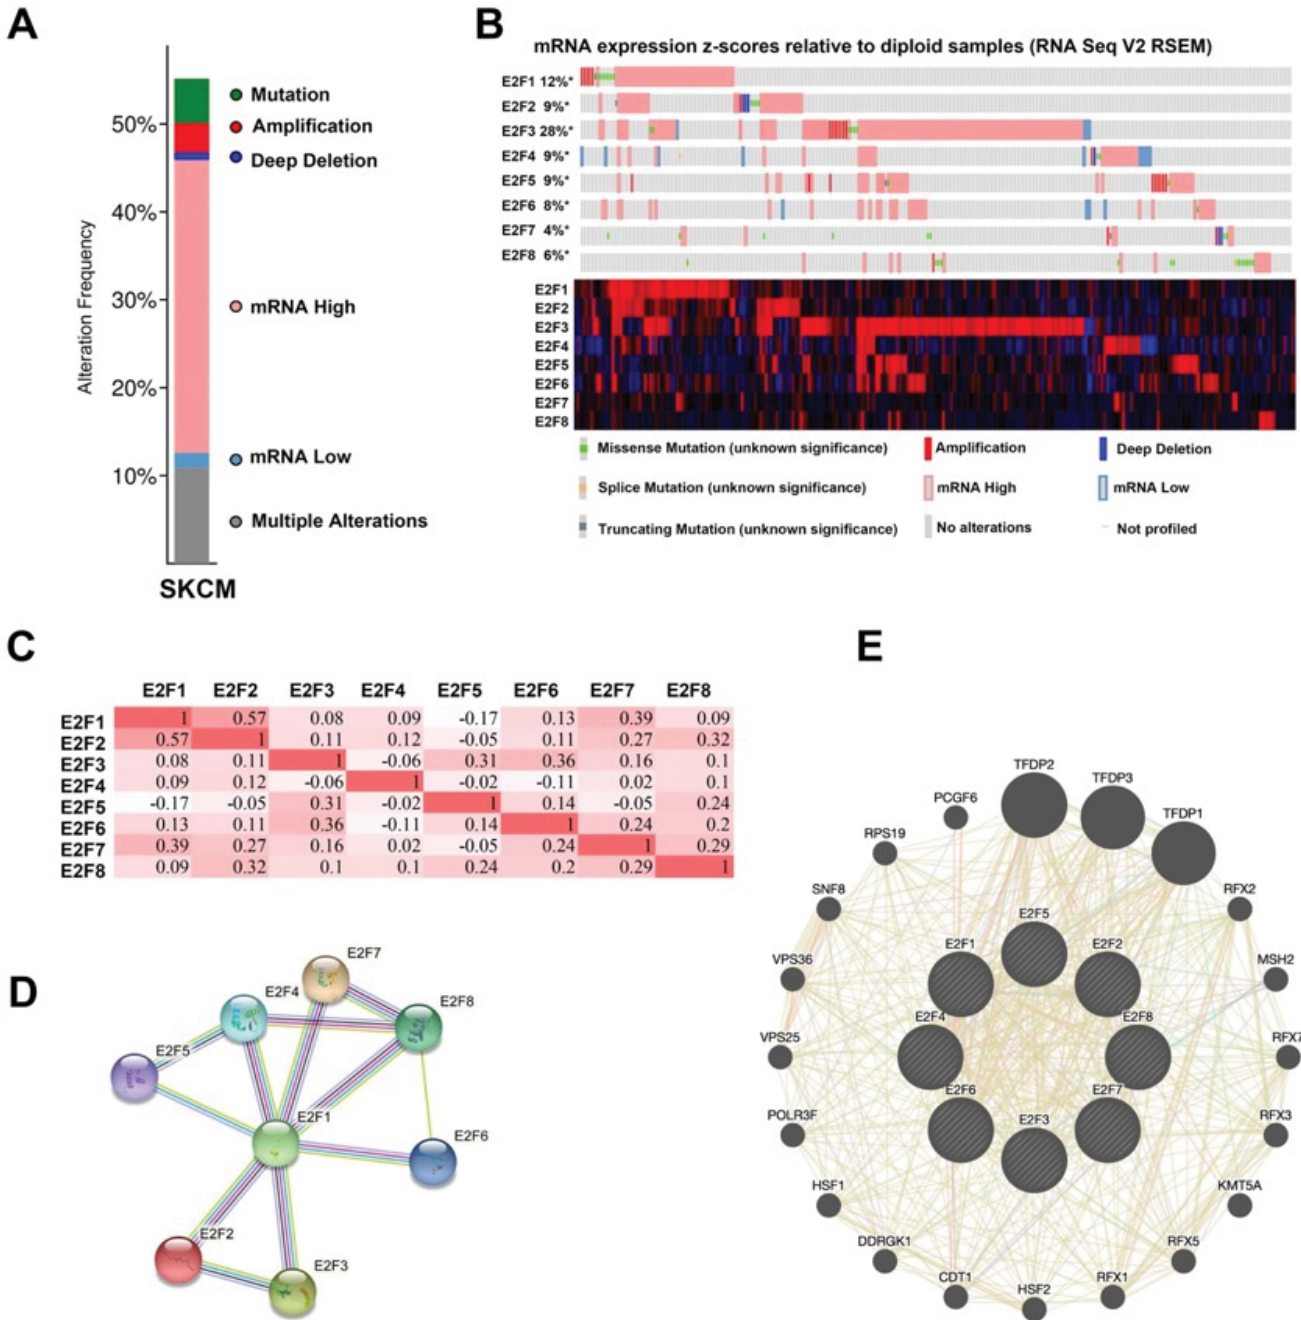 A
50%
40%
30%
20%
10%
Alteration Frequency
Mutation
Amplification
Deep Deletion
mRNA High
mRNA Low
Multiple Alterations
SKCM
B
mRNA expression z-scores relative to diploid samples (RNA Seq V2 RSEM)
E2F1 12%*
E2F2 9%*
E2F3 28%*
E2F4 9%*
E2F5 9%*
E2F6 8%*
E2F7 4%*
E2F8 6%*
E2F1
E2F2
E2F3
E2F4
E2F5
E2F6
E2F7
E2F8
Missense Mutation (unknown significance) Amplification Deep Deletion
Splice Mutation (unknown significance) mRNA High mRNA Low
Truncating Mutation (unknown significance) No alterations Not profiled
C
E2F1 E2F2 E2F3 E2F4 E2F5 E2F6 E2F7 E2F8
E2F1 1 0.57 0.08 0.09 -0.17 0.13 0.39 0.09
E2F2 0.57 1 0.11 0.12 -0.05 0.11 0.27 0.32
E2F3 0.08 0.11 1 -0.06 0.31 0.36 0.16 0.1
E2F4 0.09 0.12 -0.06 1 -0.02 -0.11 0.02 0.1
E2F5 -0.17 -0.05 0.31 -0.02 1 0.14 -0.05 0.24
E2F6 0.13 0.11 0.36 -0.11 0.14 1 0.24 0.2
E2F7 0.39 0.27 0.16 0.02 -0.05 0.24 1 0.29
E2F8 0.09 0.32 0.1 0.1 0.24 0.2 0.29 1
D
E2F7
E2F4
E2F8
E2F5
E2F1
E2F6
E2F2
E2F3
E
TFDP2
TFDP3
PCGF6
TFDP1
RPS19
SNF8
RFX2
E2F5
E2F1
E2F2
VPS36
MSH2
E2F4
E2F8
VPS25
RFX7
E2F6
E2F7
POLR3F
E2F3
RFX3
HSF1
KMT5A
DDRGK1
RFX5
CDT1
HSF2
RFX1